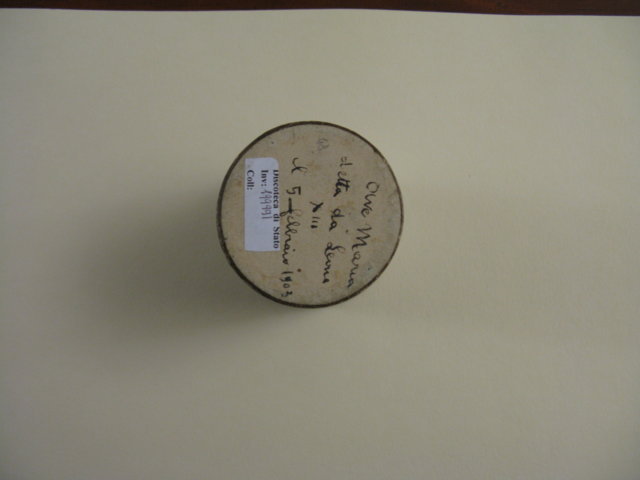 Ave Maria
detta da Leone
XIII
il 5 febbraio 1903
Discoteca di Stato
Inv:
Coll: